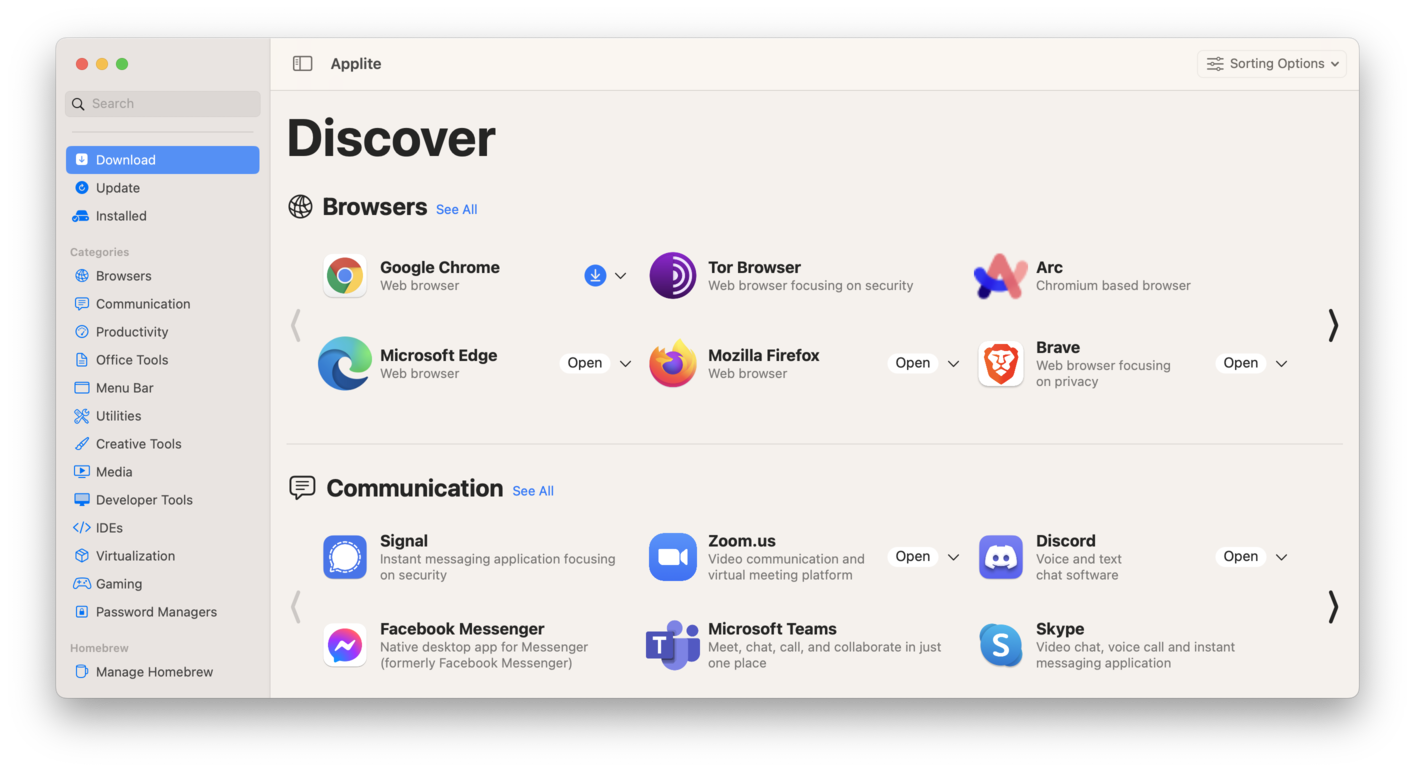 Applite
Sorting Options
Search
Download
Update
Installed
Categories
Browsers
Communication
Productivity
Office Tools
Menu Bar
Utilities
Creative Tools
Media
Developer Tools
IDEs
Virtualization
Gaming
Password Managers
Homebrew
Manage Homebrew
Discover
Browsers See All
Google Chrome
Web browser
Tor Browser
Web browser focusing on security
Arc
Chromium based browser
Microsoft Edge
Web browser
Open
Mozilla Firefox
Web browser
Open
Brave
Web browser focusing
on privacy
Open
Communication See All
Signal
Instant messaging application focusing
on security
Zoom.us
Video communication and
virtual meeting platform
Open
Discord
Voice and text
chat software
Open
Facebook Messenger
Native desktop app for Messenger
(formerly Facebook Messenger)
T
Microsoft Teams
Meet, chat, call, and collaborate in just
one place
S
Skype
Video chat, voice call and instant
messaging application